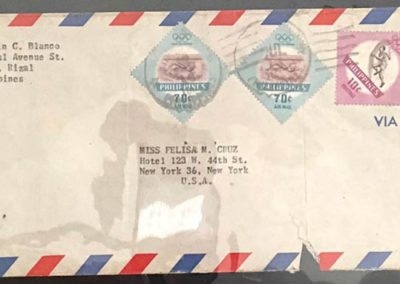 n C. Blanco
l Avenue St.
, Rizal
pines
PHILIPPINES
70c
AIR MAIL
PHILIPPINES
70c
AIR MAIL
PHILIPPINES
10c
VIA
MISS FELISA M. CRUZ
Hotel 123 W. 44th St.
New York 36, New York
U.S.A.